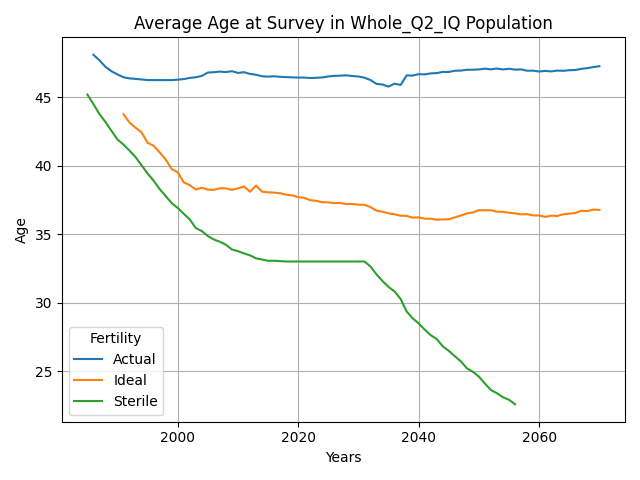 Average Age at Survey in Whole_Q2_IQ Population
Age
45
40
35
30
25
Fertility
Actual
Ideal
Sterile
2000
2020
2040
2060
Years